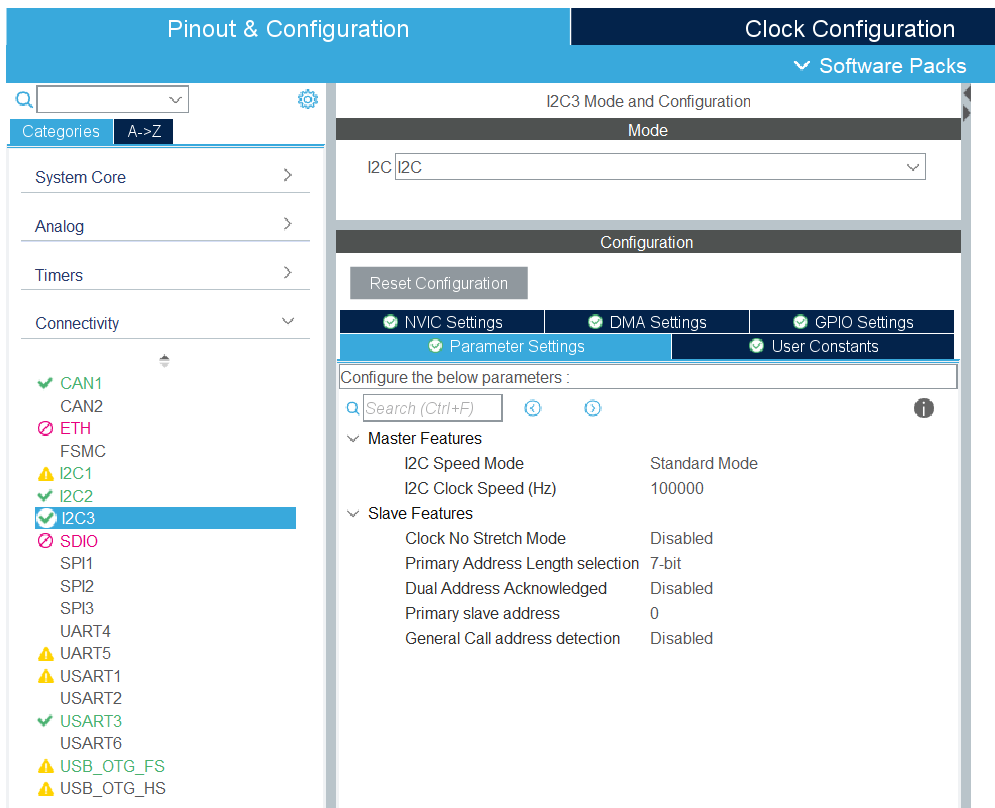 Pinout & Configuration
Clock Configuration
Software Packs
Categories
A->Z
System Core
Analog
Timers
Connectivity
CAN1
CAN2
ETH
FSMC
I2C1
I2C2
I2C3
SDIO
SPI1
SPI2
SPI3
UART4
UART5
USART1
USART2
USART3
USART6
USB_OTG_FS
USB_OTG_HS
I2C3 Mode and Configuration
Mode
I2C I2C
Configuration
Reset Configuration
NVIC Settings
DMA Settings
GPIO Settings
Parameter Settings
User Constants
Configure the below parameters :
Search (Ctrl+F)
Master Features
I2C Speed Mode Standard Mode
I2C Clock Speed (Hz) 100000
Slave Features
Clock No Stretch Mode Disabled
Primary Address Length selection 7-bit
Dual Address Acknowledged Disabled
Primary slave address 0
General Call address detection Disabled